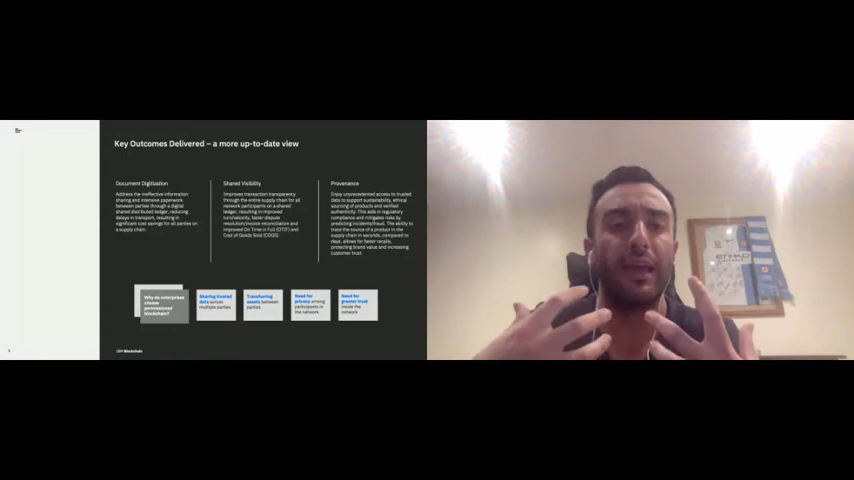 Key Outcomes Delivered – a more up-to-date view
Document Digitization
Address the ineffective information
sharing and intensive paperwork
between parties through a digital
shared distributed ledger, reducing
delays in transport, resulting in
significant cost savings for all parties on
a supply chain.
Shared Visibility
Improves transaction transparency
through the entire supply chain for all
network participants on a shared
ledger, resulting in improved
turn/velocity, faster dispute
resolution/invoice reconciliation and
improved On Time in Full (OTIF) and
Cost of Goods Sold (COGS)
Provenance
Enjoy unprecedented access to trusted
data to support sustainability, ethical
sourcing of products and verified
authenticity. This aids in regulatory
compliance and mitigates risks by
predicting incidents/fraud. The ability to
trace the source of a product in the
supply chain in seconds, compared to
days, allows for faster recalls,
protecting brand value and increasing
customer trust.
Why do enterprises
choose
permissioned
blockchain?
Sharing trusted
data across
multiple parties
Transferring
assets between
parties
Need for
privacy among
participants in
the network
Need for
greater trust
inside the
network
IBM Blockchain
ETIHAD